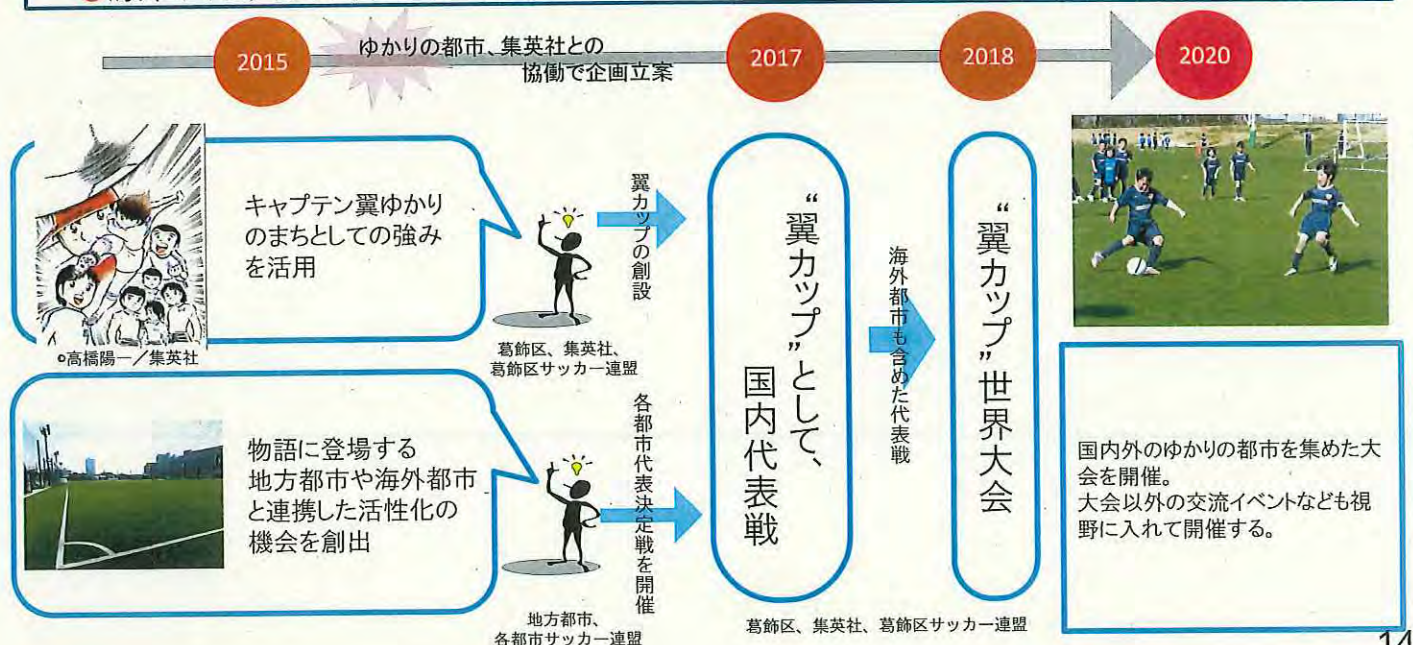 2015
ゆかりの都市、集英社との
協働で企画立案
2017
2018
2020
キャプテン翼ゆかり
のまちとしての強み
を活用
©高橋陽一／集英社
葛飾区、集英社、
葛飾区サッカー連盟
翼カップの創設
物語に登場する
地方都市や海外都市
と連携した活性化の
機会を創出
地方都市、
各都市サッカー連盟
各都市代表決定戦を開催
“翼カップ”として、
国内代表戦
海外都市も含めた代表戦
“翼カップ”世界大会
葛飾区、集英社、葛飾区サッカー連盟
国内外のゆかりの都市を集めた大
会を開催。
大会以外の交流イベントなども視
野に入れて開催する。
14